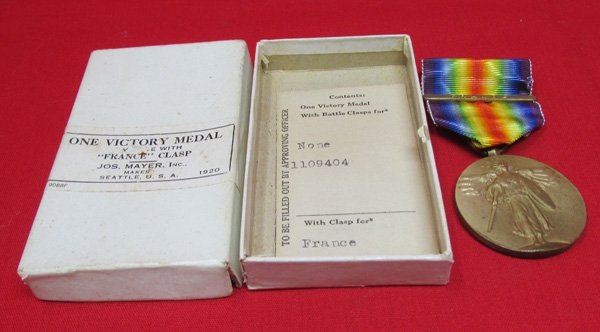 ONE VICTORY MEDAL
WITH
"FRANCE" CLASP
JOS. MAYER, INC.,
MAKER
SEATTLE, U. S. A. 1920
TO BE FILLED OUT BY APPROVING OFFICER
Contents:
One Victory Medal
With Battle Clasps for*
None
1109404
With Clasp for*
France